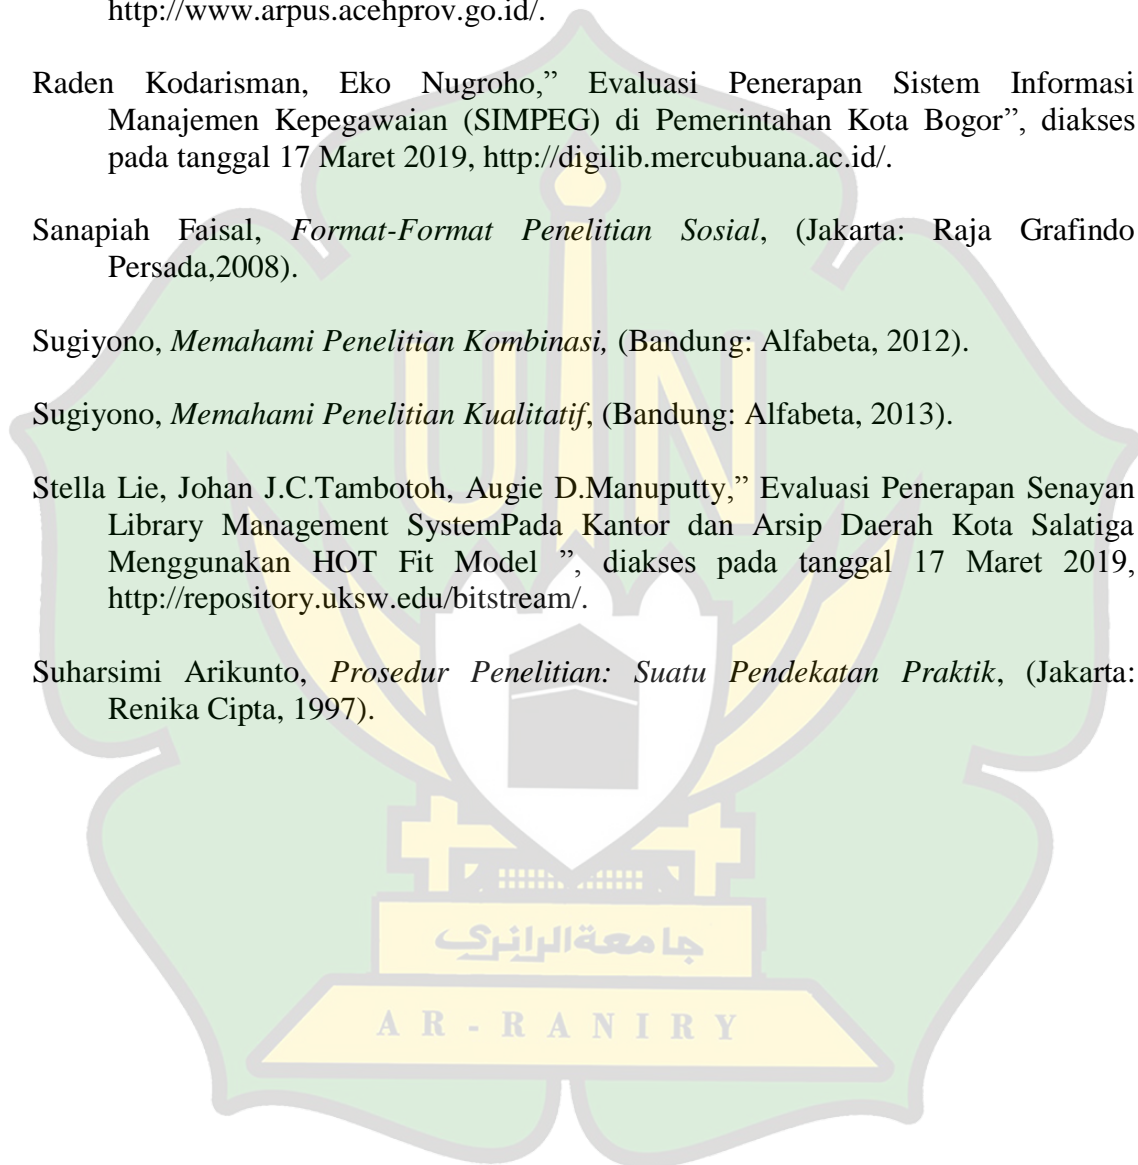 http://www.arpus.acehprov.go.id/.
Raden Kodarisman, Eko Nugroho,” Evaluasi Penerapan Sistem Informasi
Manajemen Kepegawaian (SIMPEG) di Pemerintahan Kota Bogor”, diakses
pada tanggal 17 Maret 2019, http://digilib.mercubuana.ac.id/.
Sanapiah Faisal, Format-Format Penelitian Sosial, (Jakarta: Raja Grafindo
Persada,2008).
Sugiyono, Memahami Penelitian Kombinasi, (Bandung: Alfabeta, 2012).
Sugiyono, Memahami Penelitian Kualitatif, (Bandung: Alfabeta, 2013).
Stella Lie, Johan J.C.Tambotoh, Augie D.Manuputty,” Evaluasi Penerapan Senayan
Library Management SystemPada Kantor dan Arsip Daerah Kota Salatiga
Menggunakan HOT Fit Model ”, diakses pada tanggal 17 Maret 2019,
http://repository.uksw.edu/bitstream/.
Suharsimi Arikunto, Prosedur Penelitian: Suatu Pendekatan Praktik, (Jakarta:
Renika Cipta, 1997).
UIN
جامعةالرانري
AR-RANIRY